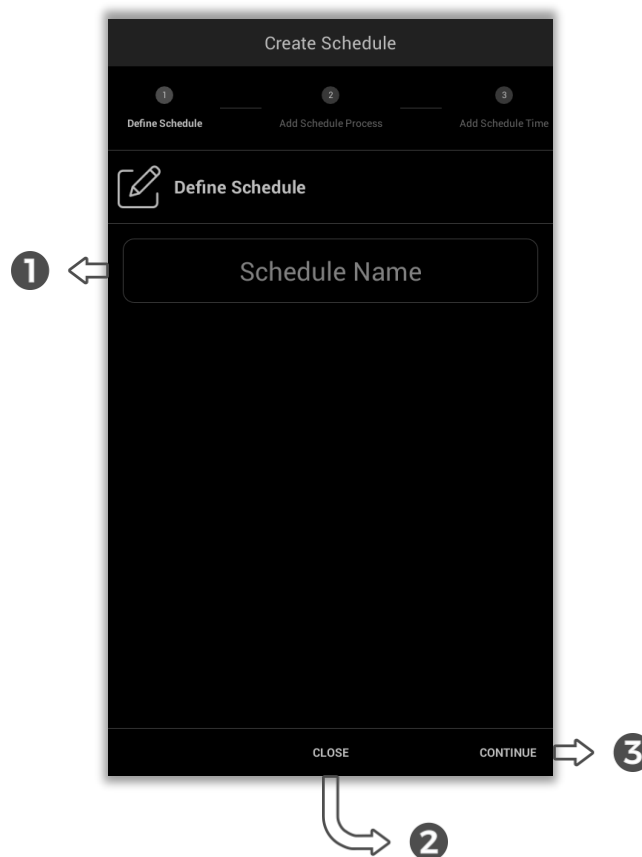 Create Schedule
1 2 3
Define Schedule Add Schedule Process Add Schedule Time
Define Schedule
1
Schedule Name
CLOSE CONTINUE
3
2